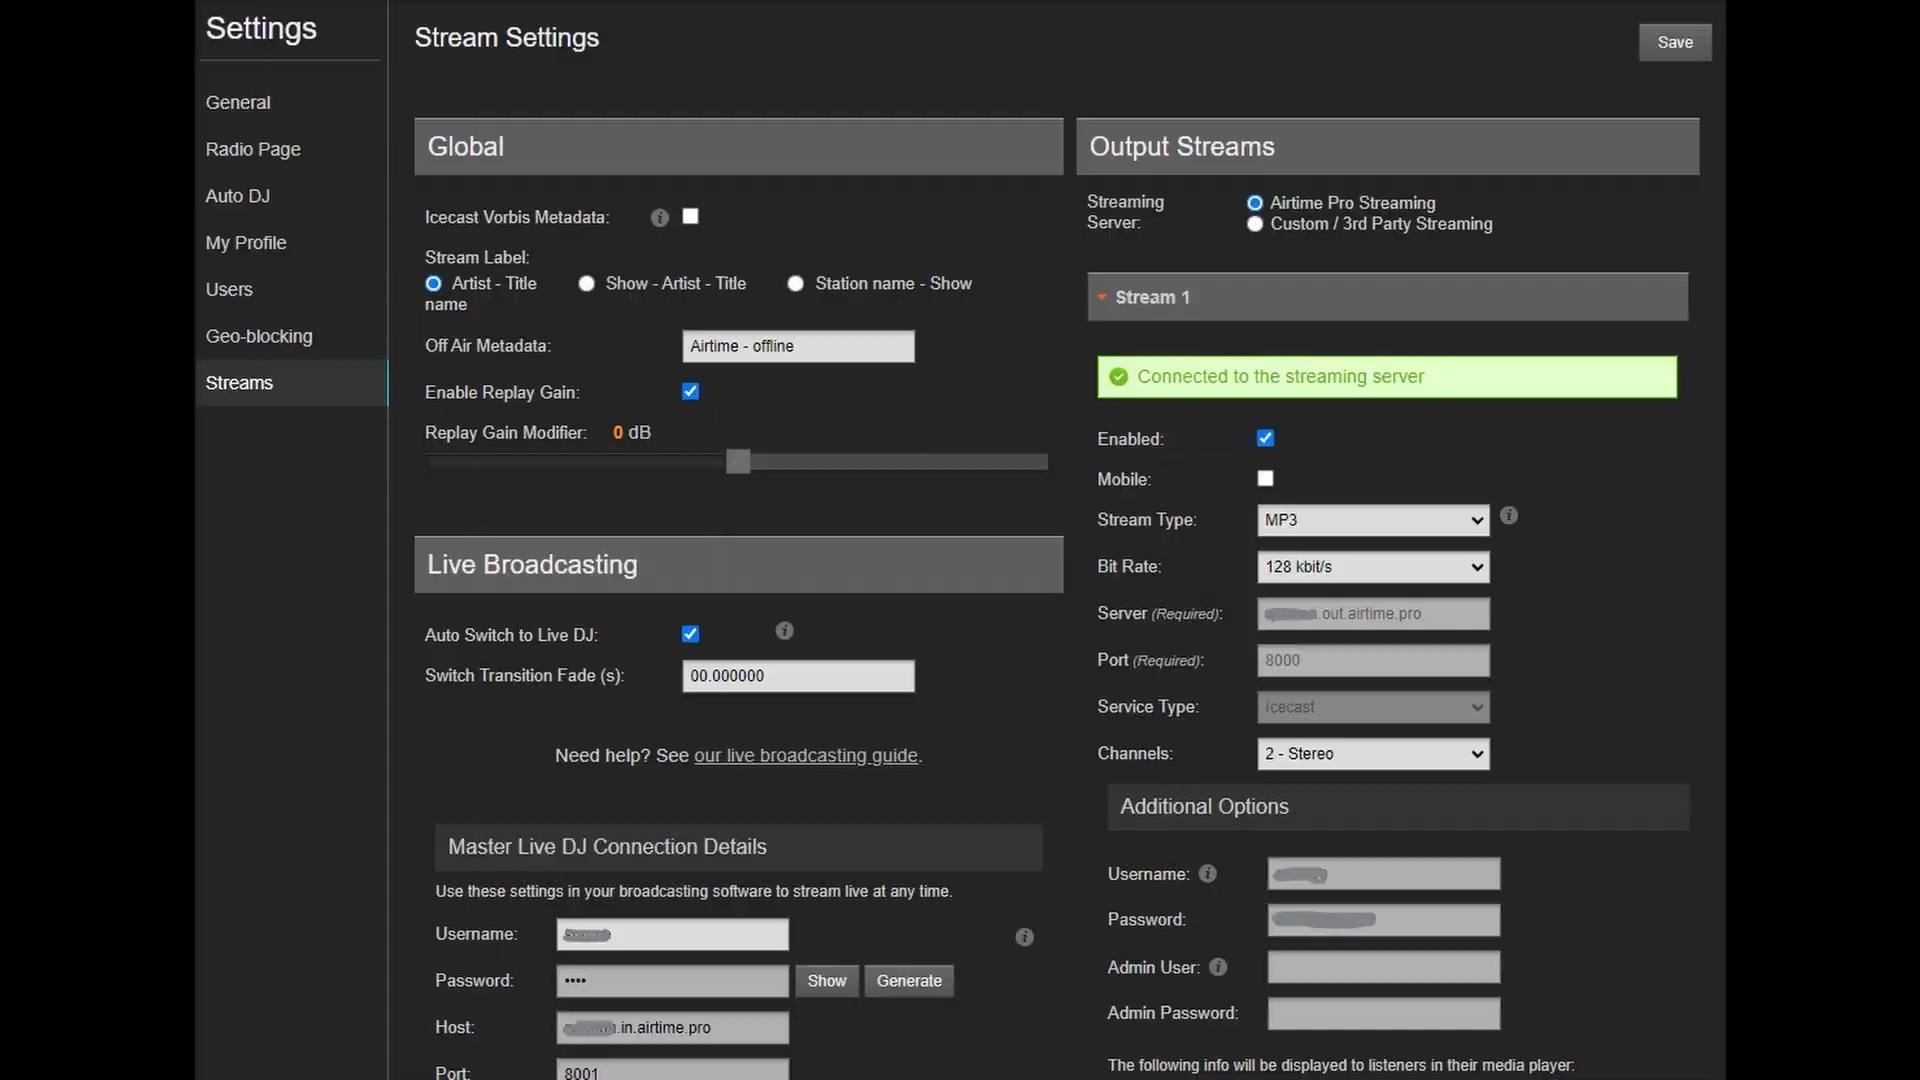 Settings
General
Radio Page
Auto DJ
My Profile
Users
Geo-blocking
Streams
Stream Settings
Save
Global
Icecast Vorbis Metadata:
Stream Label:
Artist - Title Show - Artist - Title Station name - Show
name
Off Air Metadata: Airtime - offline
Enable Replay Gain:
Replay Gain Modifier: 0 dB
Live Broadcasting
Auto Switch to Live DJ:
Switch Transition Fade (s): 00.000000
Need help? See our live broadcasting guide.
Master Live DJ Connection Details
Use these settings in your broadcasting software to stream live at any time.
Username:
Password: •••• Show Generate
Host: .in.airtime.pro
Port: 8001
Output Streams
Streaming
Server:
Airtime Pro Streaming
Custom / 3rd Party Streaming
Stream 1
Connected to the streaming server
Enabled:
Mobile:
Stream Type: MP3
Bit Rate: 128 kbit/s
Server (Required): .out.airtime.pro
Port (Required): 8000
Service Type: Icecast
Channels: 2 - Stereo
Additional Options
Username:
Password:
Admin User:
Admin Password:
The following info will be displayed to listeners in their media player: